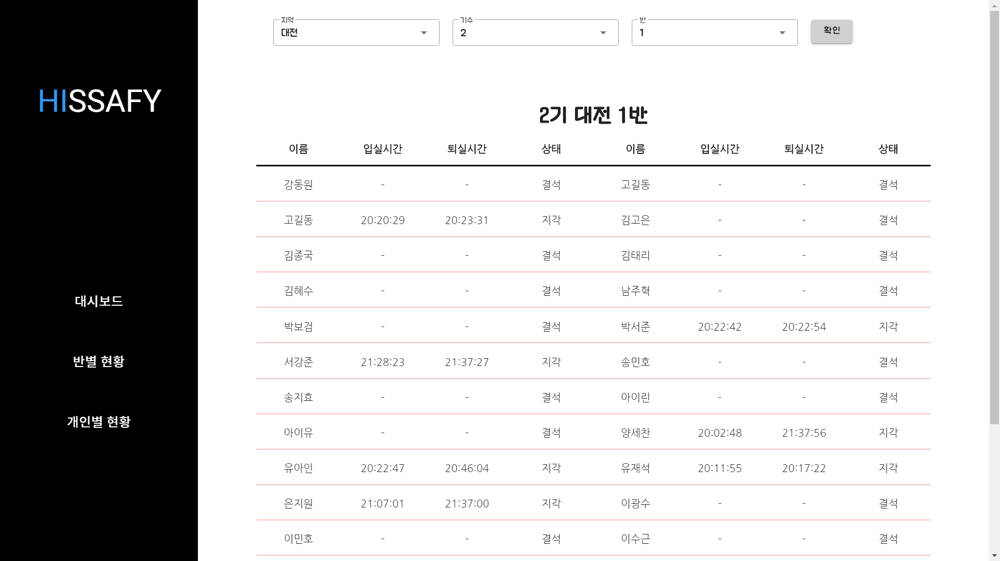 HISSAFY
대시보드
반별 현황
개인별 현황
지역 기수 반
대전 2 1 확인
2기 대전 1반
이름 입실시간 퇴실시간 상태 이름 입실시간 퇴실시간 상태
강동원 - - 결석 고길동 - - 결석
고길동 20:20:29 20:23:31 지각 김고은 - - 결석
김종국 - - 결석 김태리 - - 결석
김혜수 - - 결석 남주혁 - - 결석
박보검 - - 결석 박서준 20:22:42 20:22:54 지각
서강준 21:28:23 21:37:27 지각 송민호 - - 결석
송지효 - - 결석 아이린 - - 결석
아이유 - - 결석 양세찬 20:02:48 21:37:56 지각
유아인 20:22:47 20:46:04 지각 유재석 20:11:55 20:17:22 지각
은지원 21:07:01 21:37:00 지각 이광수 - - 결석
이민호 - - 결석 이수근 - - 결석